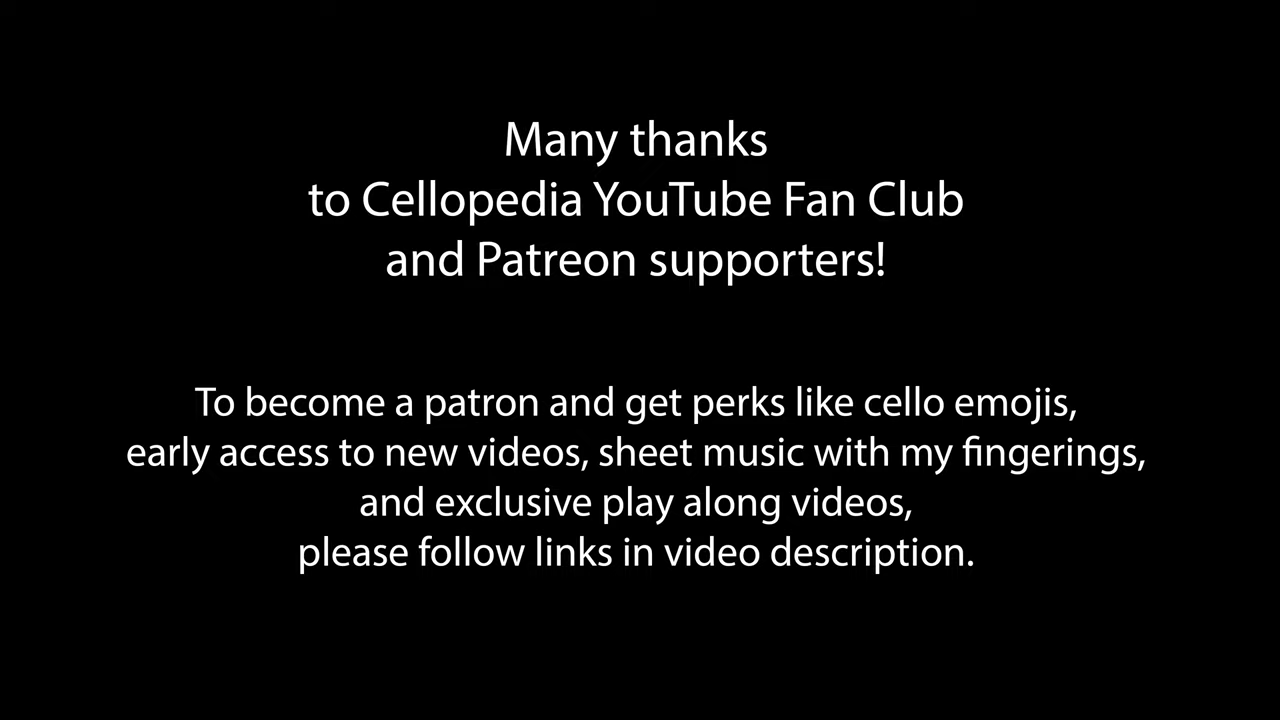 Many thanks
to Cellopedia YouTube Fan Club
and Patreon supporters!
To become a patron and get perks like cello emojis,
early access to new videos, sheet music with my fingerings,
and exclusive play along videos,
please follow links in video description.